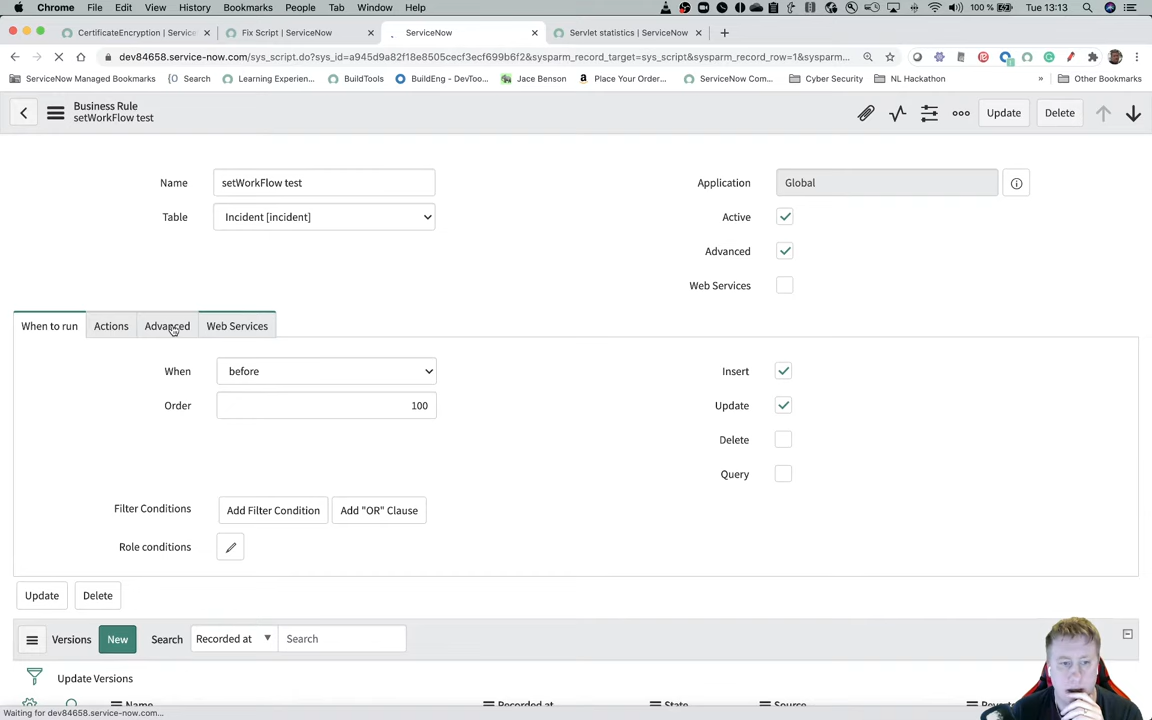 Chrome File Edit View History Bookmarks People Tab Window Help 100 % Tue 13:13
CertificateEncryption | Service Fix Script | ServiceNow ServiceNow Servlet statistics | ServiceNow
dev84658.service-now.com/sys_script.do?sys_id=a945d9a82f18e8505cecf3ecf699b6f2&sysparm_record_target=sys_script&sysparm_record_row=1&sysparm...
ServiceNow Managed Bookmarks Search Learning Experien... BuildTools BuildEng - DevToo... Jace Benson Place Your Order... ServiceNow Com... Cyber Security NL Hackathon » Other Bookmarks
Business Rule
setWorkFlow test
Update Delete
Name setWorkFlow test Application Global
Table Incident [incident] Active
Advanced
Web Services
When to run Actions Advanced Web Services
When before Insert
Order 100 Update
Delete
Query
Filter Conditions Add Filter Condition Add "OR" Clause
Role conditions
Update Delete
Versions New Search Recorded at Search
Update Versions
Name Recorded at State Source
Waiting for dev84658.service-now.com...